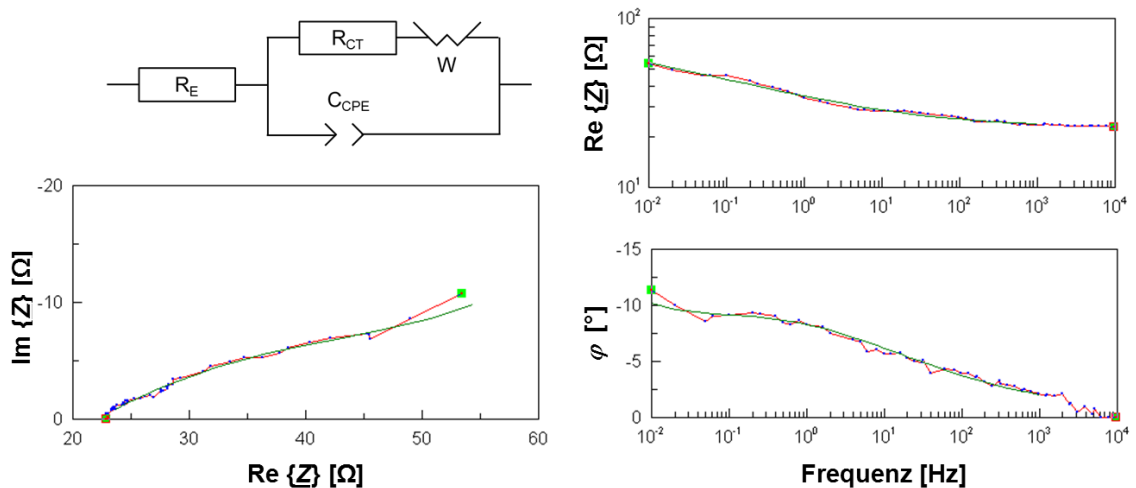 R_E
R_CT
W
C_CPE
Im {Z} [Ω]
-20
-10
0
20 30 40 50 60
Re {Z} [Ω]
Re {Z} [Ω]
10²
10¹
10⁻² 10⁻¹ 10⁰ 10¹ 10² 10³ 10⁴
φ [°]
-15
-10
-5
0
10⁻² 10⁻¹ 10⁰ 10¹ 10² 10³ 10⁴
Frequenz [Hz]